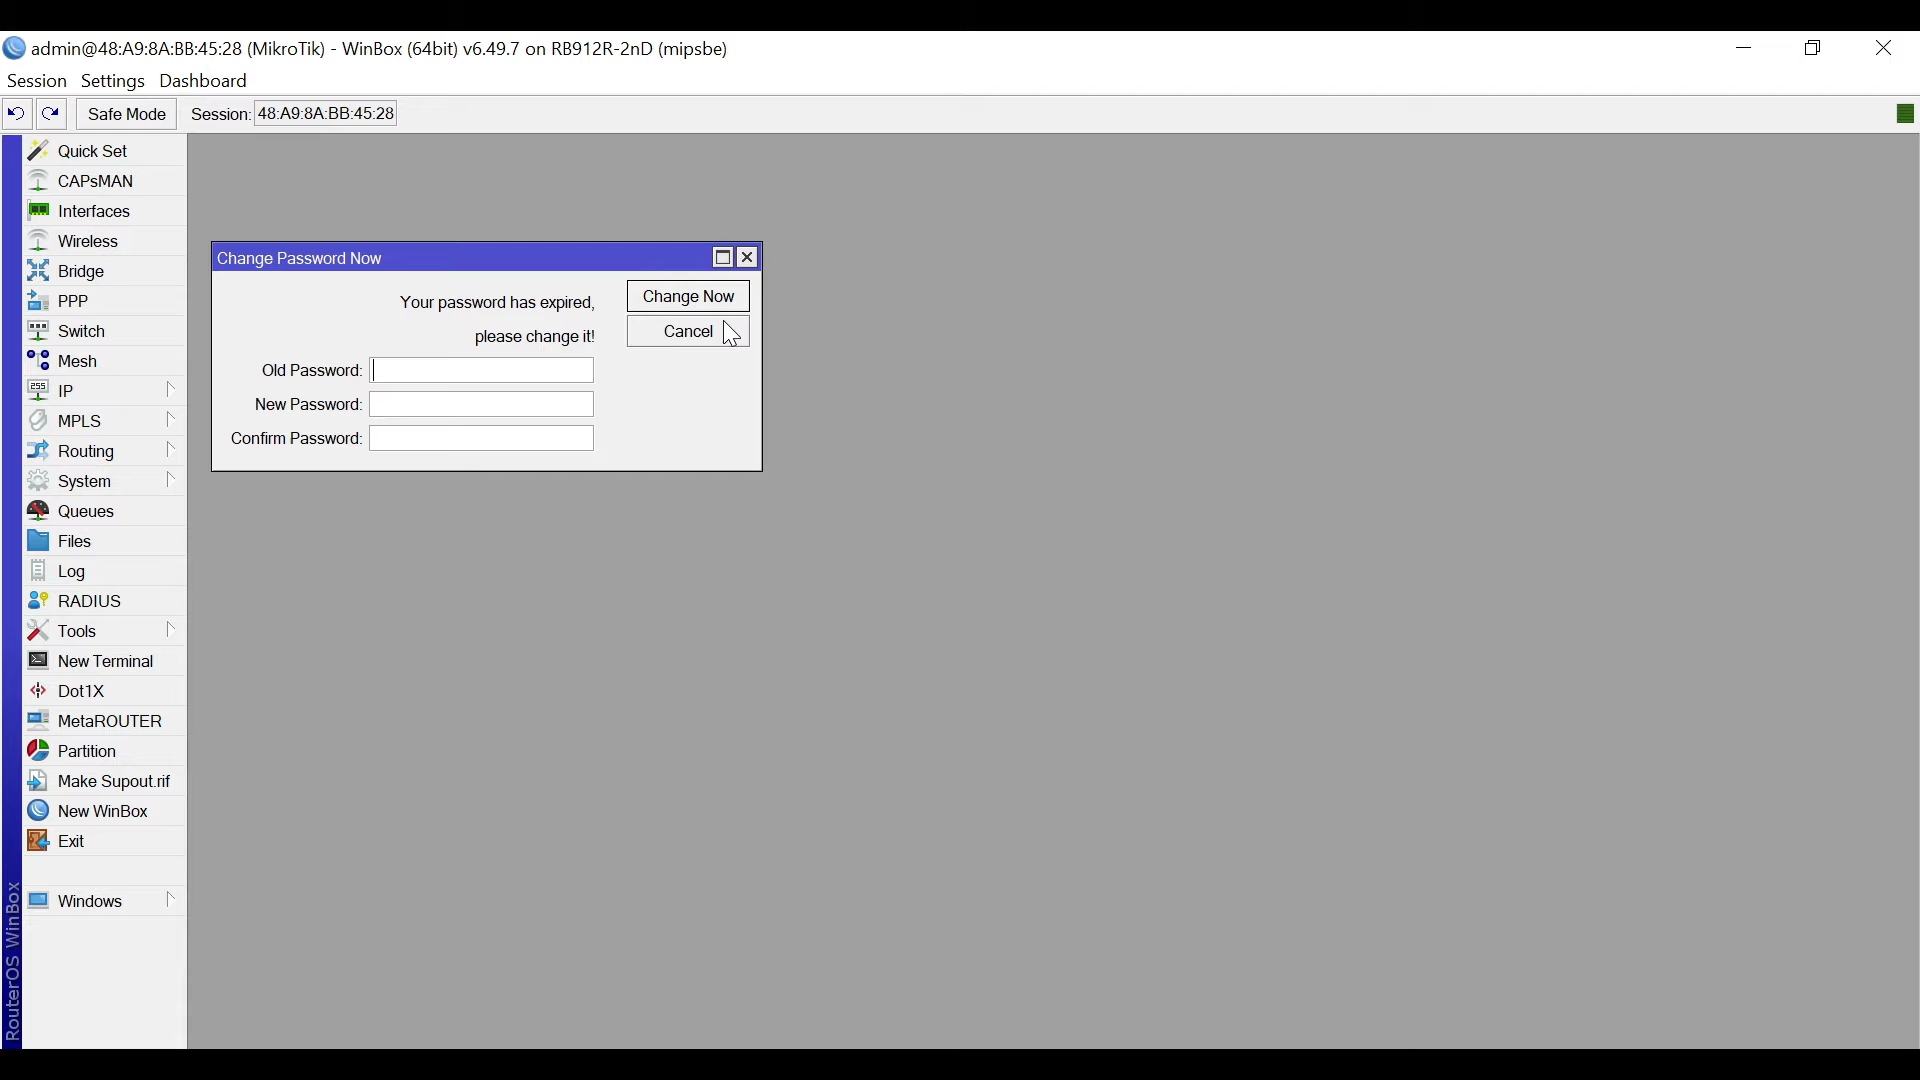 admin@48:A9:8A:BB:45:28 (MikroTik) - WinBox (64bit) v6.49.7 on RB912R-2nD (mipsbe)
Session Settings Dashboard
Safe Mode Session: 48:A9:8A:BB:45:28
Quick Set
CAPsMAN
Interfaces
Wireless
Bridge
PPP
Switch
Mesh
255 IP
MPLS
Routing
System
Queues
Files
Log
RADIUS
Tools
New Terminal
Dot1X
MetaROUTER
Partition
Make Supout.rif
New WinBox
Exit
Windows
RouterOS WinBox
Change Password Now
Your password has expired,
please change it!
Change Now
Cancel
Old Password:
New Password:
Confirm Password: